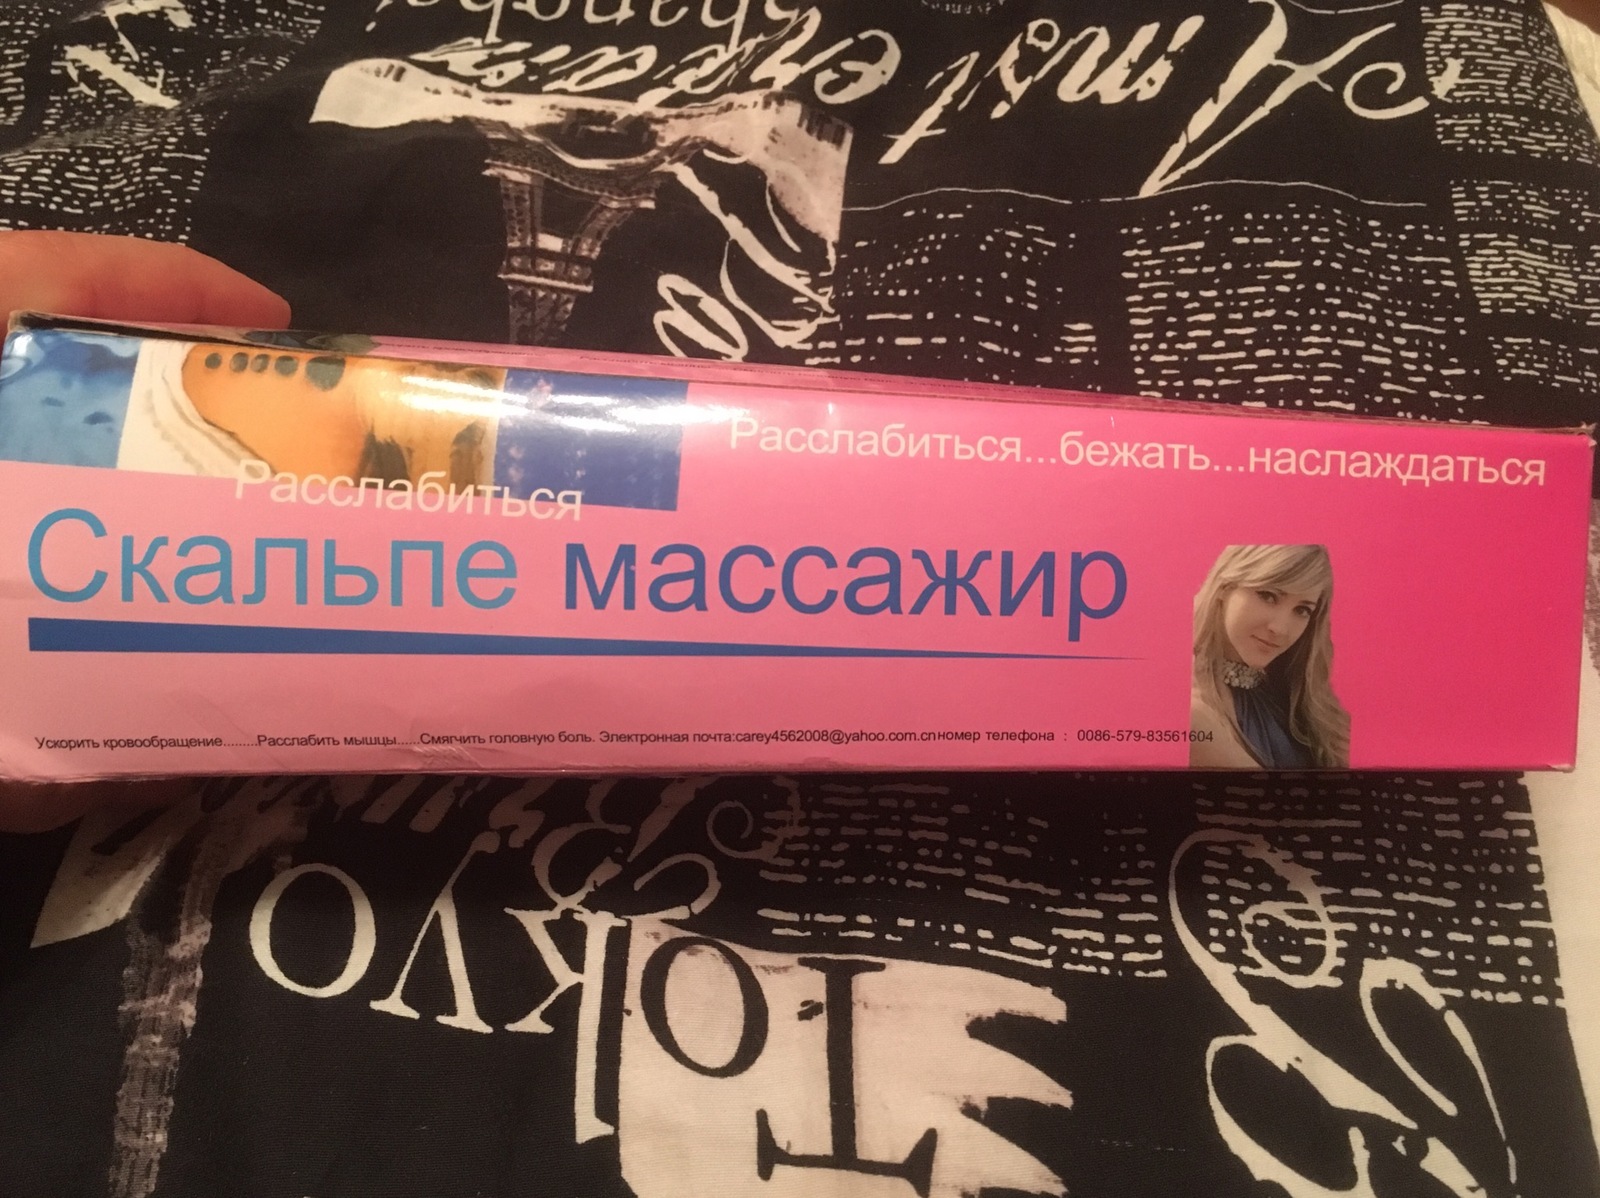 Расслабиться...бежать...наслаждаться
Расслабиться
Скальпе массажир
Ускорить кровообращение.........Расслабить мышцы......Смягчить головную боль. Электронная почта:carey4562008@yahoo.com.cnномер телефона : 0086-579-83561604
Tokyo